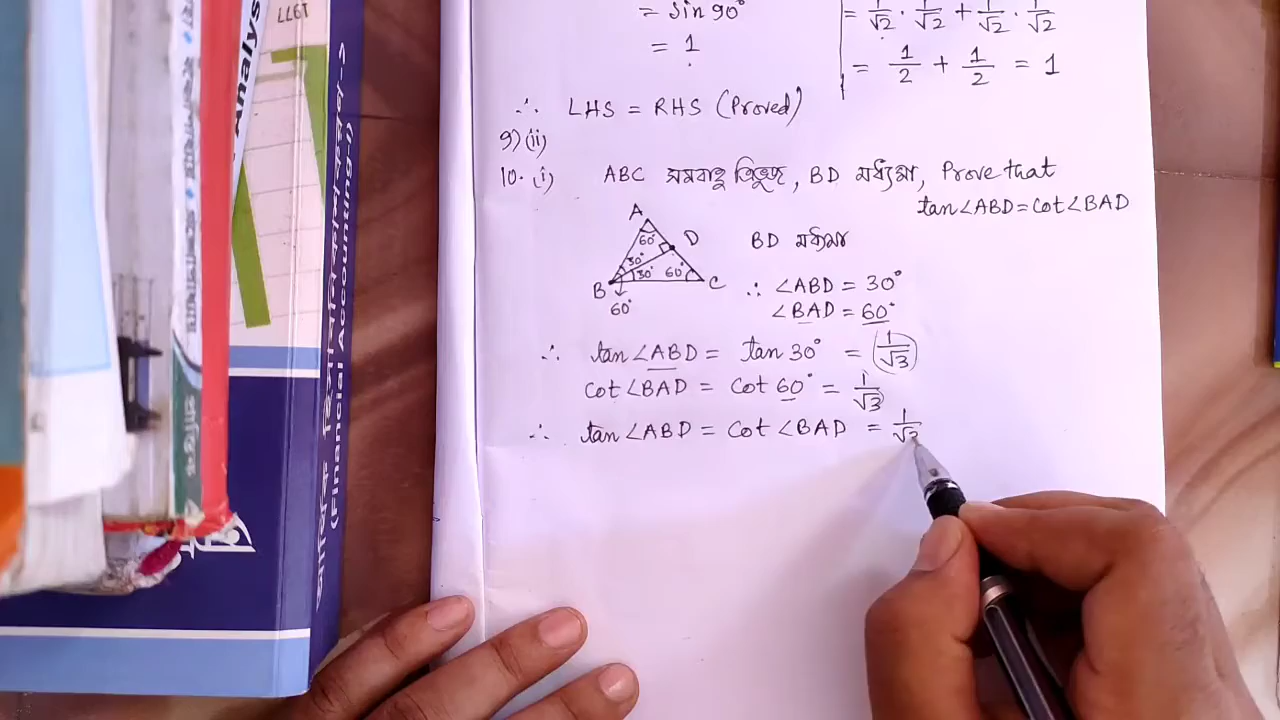 = Sin 90°
= 1
= 1/√2 · 1/√2 + 1/√2 · 1/√2
= 1/2 + 1/2 = 1
∴ LHS = RHS (Proved)
9) (ii)
10. (i) ABC সমবাহু ত্রিভুজ, BD মধ্যমা, Prove that
tan∠ABD = cot∠BAD
A
60°
D
30°
30°
60°
B
C
60°
BD মধ্যমা
∴ ∠ABD = 30°
∠BAD = 60°
∴ tan∠ABD = tan 30° = 1/√3
cot∠BAD = cot 60° = 1/√3
∴ tan∠ABD = cot∠BAD = 1/√3
Analys
(Financial Accounting-I)